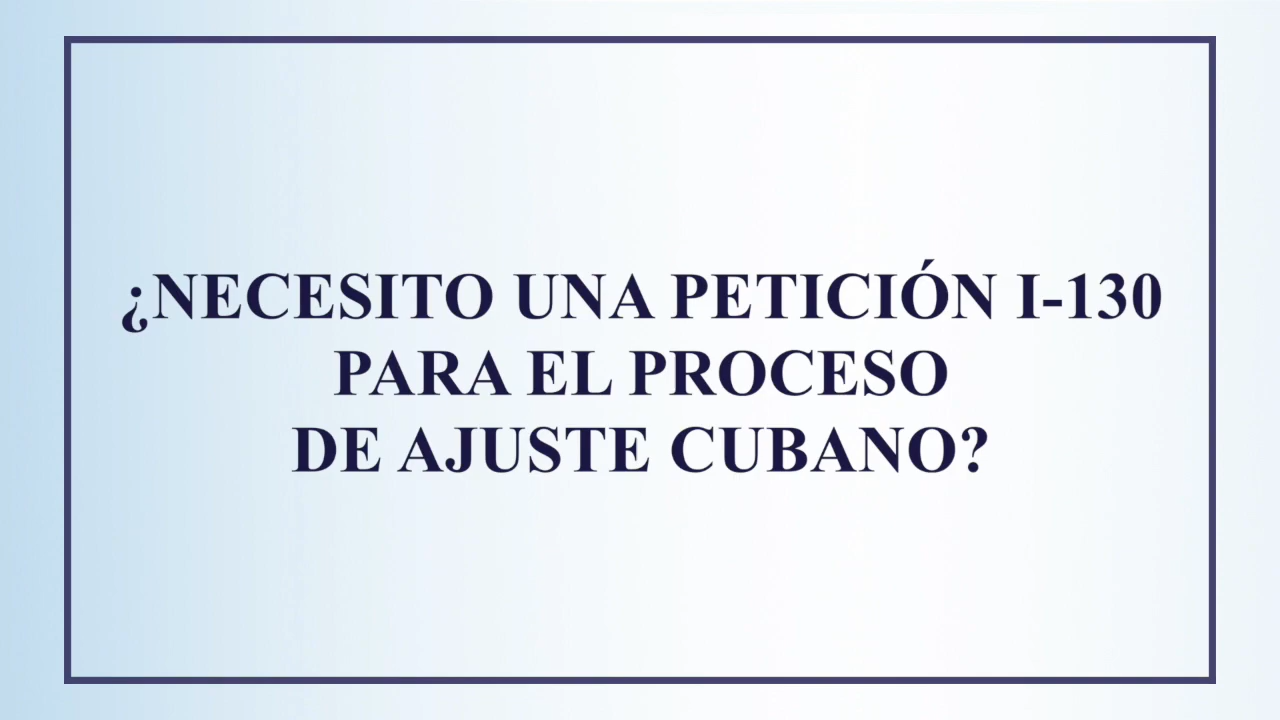 ¿NECESITO UNA PETICIÓN I-130
PARA EL PROCESO
DE AJUSTE CUBANO?